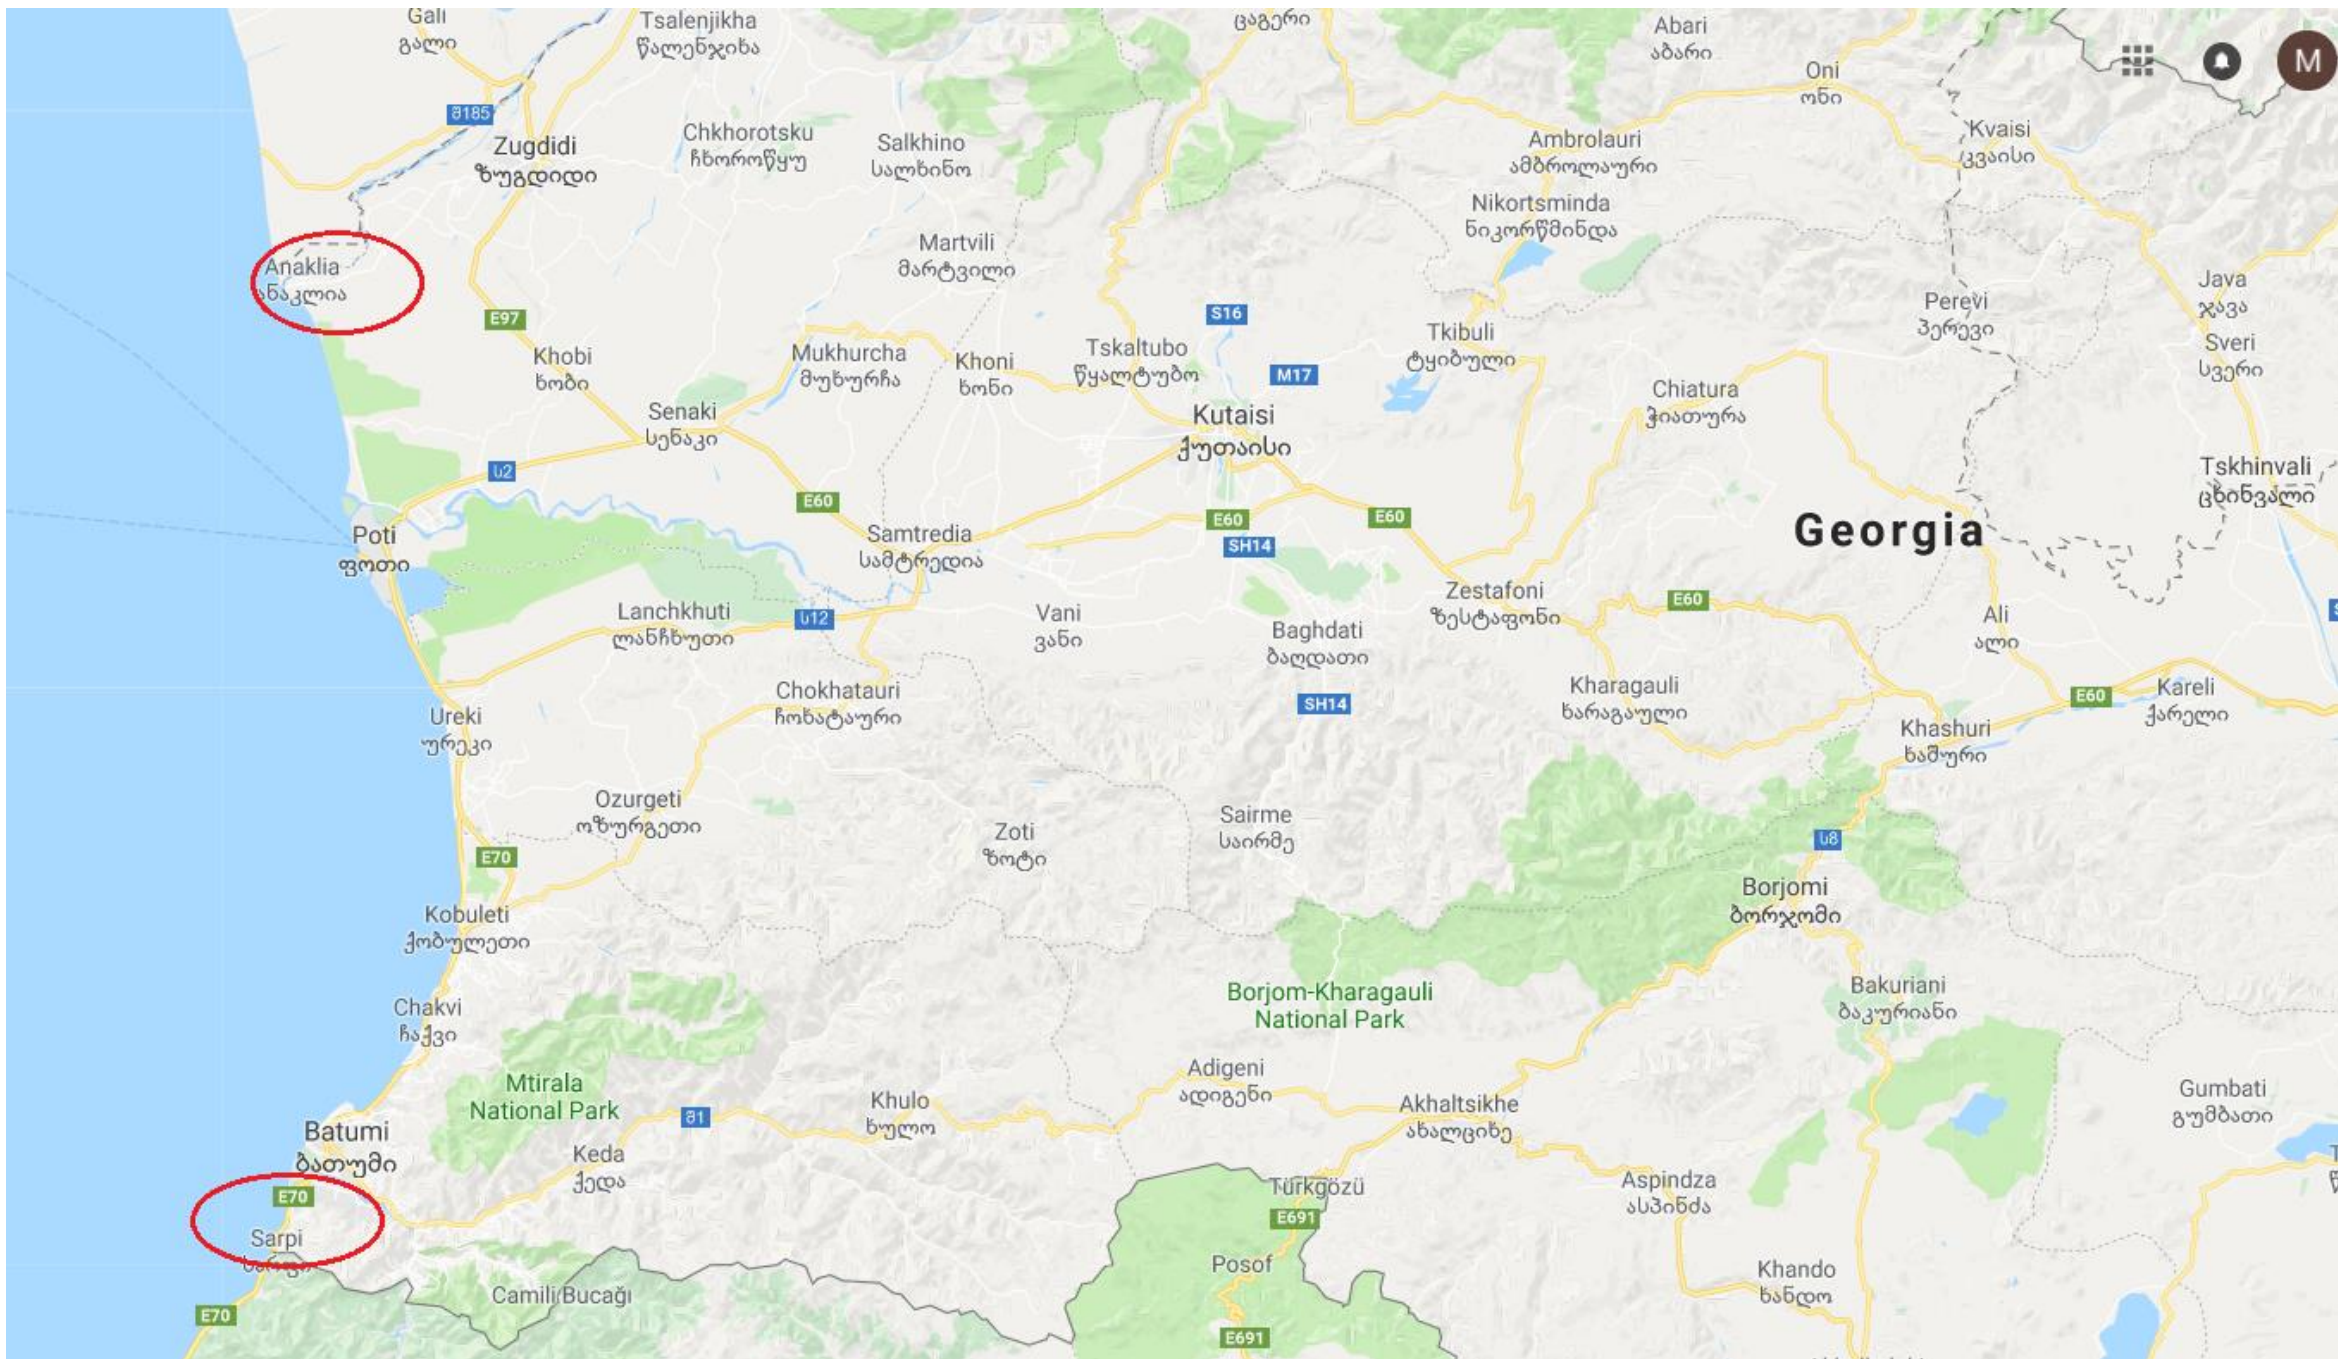 Gali
გალი
Tsalenjikha
წალენჯიხა
ცაგერი
Abari
აბარი
Oni
ონი
M
Kvaisi
კვაისი
შ185
Zugdidi
ზუგდიდი
Chkhorotsku
ჩხოროწყუ
Salkhino
სალხინო
Ambrolauri
ამბროლაური
Nikortsminda
ნიკორწმინდა
Martvili
მარტვილი
Anaklia
ანაკლია
Java
ჯავა
Perevi
პერევი
E97
S16
Tkibuli
ტყიბული
Sveri
სვერი
Khobi
ხობი
Mukhurcha
მუხურჩა
Khoni
ხონი
Tskaltubo
წყალტუბო
M17
Chiatura
ჭიათურა
Senaki
სენაკი
Kutaisi
ქუთაისი
Tskhinvali
ცხინვალი
ს2
E60
Poti
ფოთი
Samtredia
სამტრედია
E60
SH14
E60
Georgia
Zestafoni
ზესტაფონი
E60
Lanchkhuti
ლანჩხუთი
ს12
Vani
ვანი
Baghdati
ბაღდათი
Ali
ალი
Chokhatauri
ჩოხატაური
SH14
Kharagauli
ხარაგაული
E60
Kareli
ქარელი
Ureki
ურეკი
Khashuri
ხაშური
Ozurgeti
ოზურგეთი
Zoti
ზოტი
Sairme
საირმე
ს8
E70
Borjomi
ბორჯომი
Kobuleti
ქობულეთი
Chakvi
ჩაქვი
Borjom-Kharagauli
National Park
Bakuriani
ბაკურიანი
Mtirala
National Park
შ1
Khulo
ხულო
Adigeni
ადიგენი
Akhaltsikhe
ახალციხე
Gumbati
გუმბათი
Batumi
ბათუმი
Keda
ქედა
E70
Türkgözü
E691
Aspindza
ასპინძა
Sarpi
სარფი
Posof
Camili Bucağı
Khando
ხანდო
E70
E691